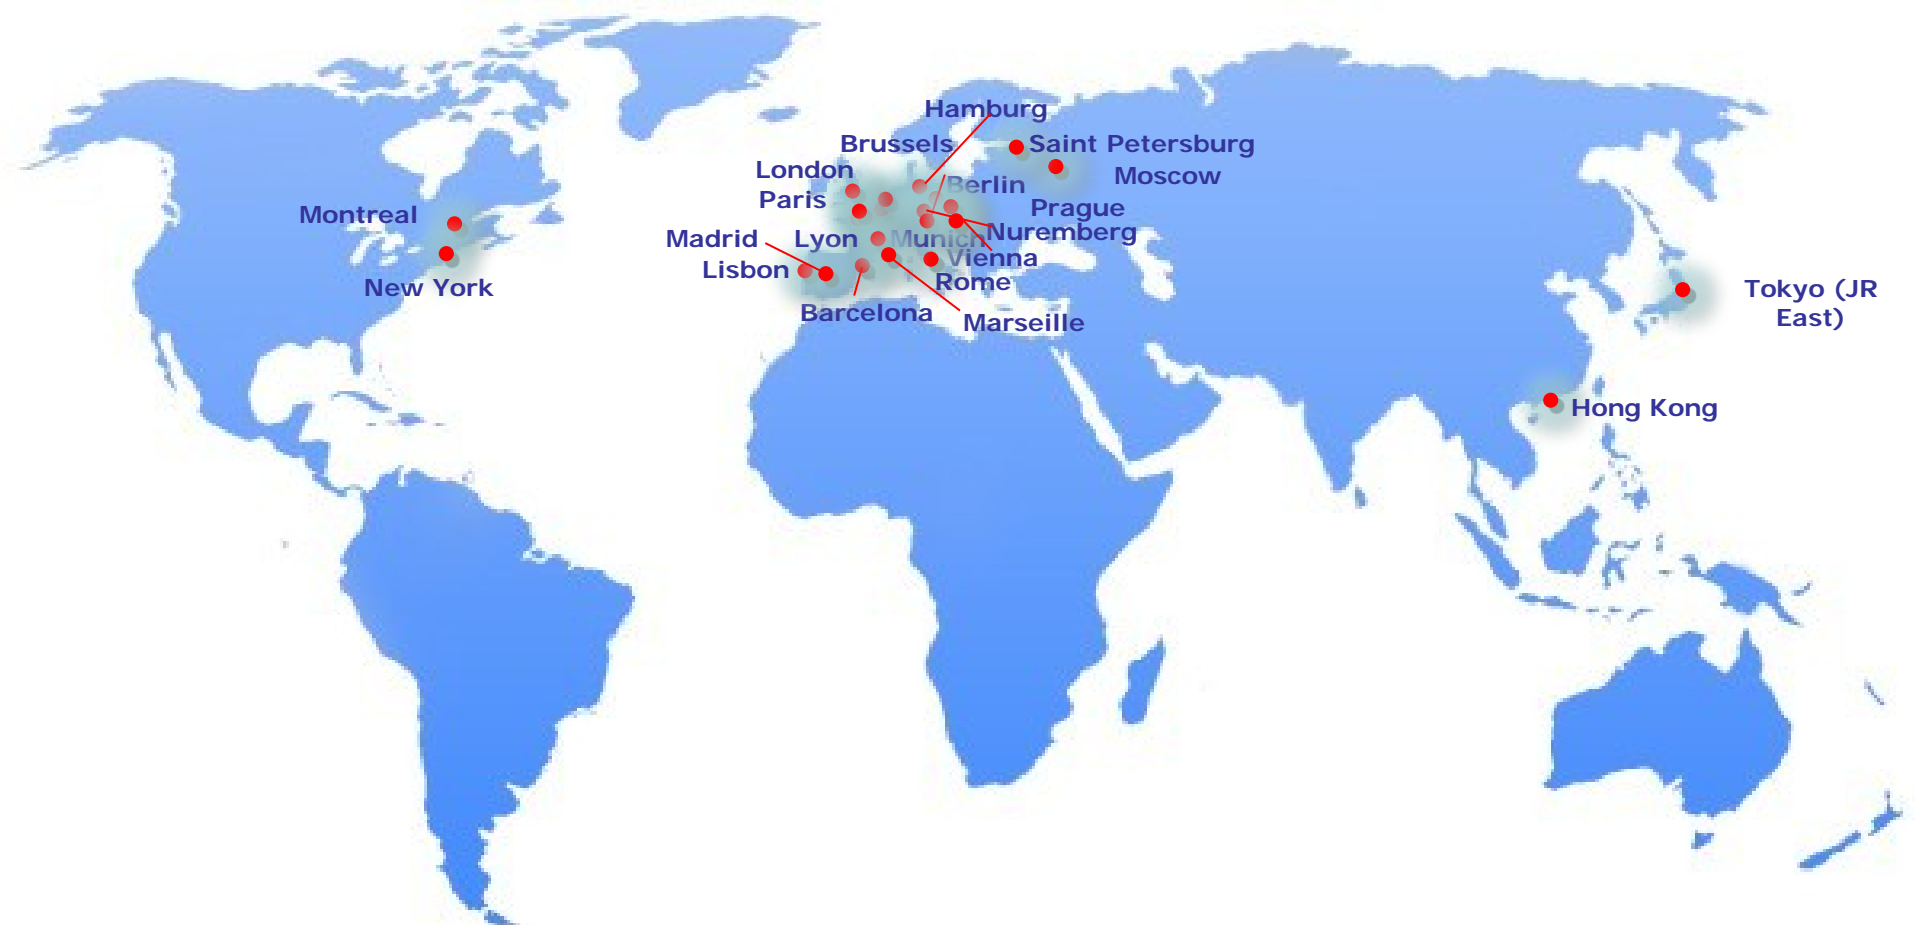 Hamburg
Brussels
Saint Petersburg
London
Moscow
Berlin
Paris
Prague
Montreal
Nuremberg
Madrid
Lyon
Munich
Vienna
Lisbon
Rome
New York
Barcelona
Marseille
Tokyo (JR
East)
Hong Kong